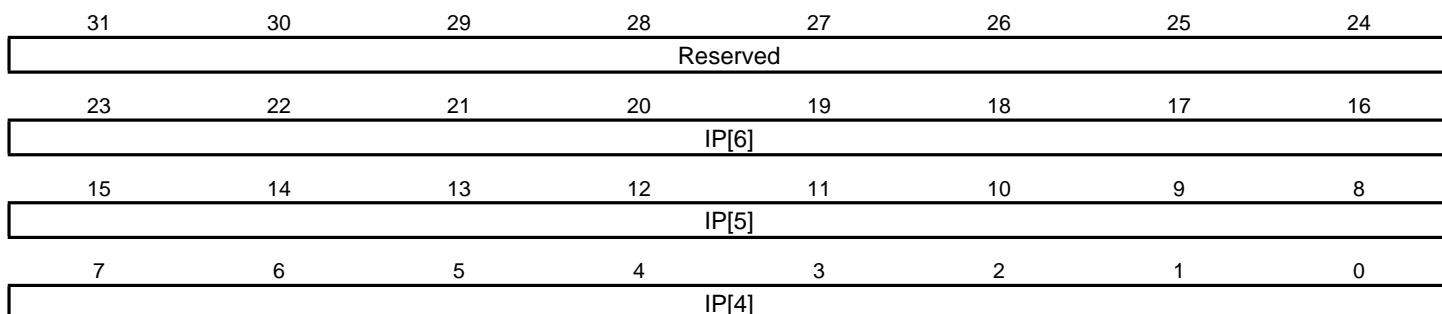 31 30 29 28 27 26 25 24
Reserved
23 22 21 20 19 18 17 16
IP[6]
15 14 13 12 11 10 9 8
IP[5]
7 6 5 4 3 2 1 0
IP[4]